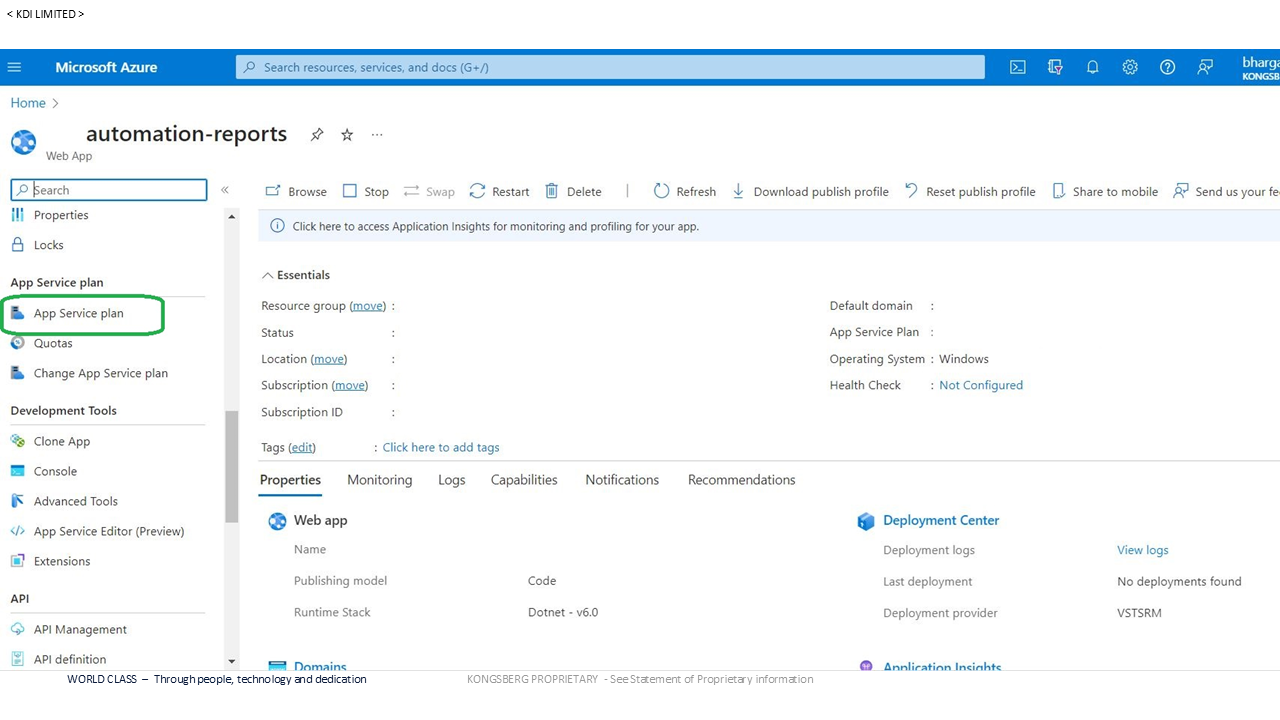 < KDI LIMITED >
Microsoft Azure
Search resources, services, and docs (G+/)
bharga
KONGSB
Home
automation-reports
Web App
Search
Browse Stop Swap Restart Delete Refresh Download publish profile Reset publish profile Share to mobile Send us your fee
Click here to access Application Insights for monitoring and profiling for your app.
Properties
Locks
App Service plan
App Service plan
Quotas
Change App Service plan
Development Tools
Clone App
Console
Advanced Tools
App Service Editor (Preview)
Extensions
API
API Management
API definition
Essentials
Resource group (move) :
Status :
Location (move) :
Subscription (move) :
Subscription ID :
Tags (edit) : Click here to add tags
Default domain :
App Service Plan :
Operating System : Windows
Health Check : Not Configured
Properties Monitoring Logs Capabilities Notifications Recommendations
Web app
Name
Publishing model Code
Runtime Stack Dotnet - v6.0
Domains
Deployment Center
Deployment logs View logs
Last deployment No deployments found
Deployment provider VSTSRM
Application Insights
WORLD CLASS – Through people, technology and dedication
KONGSBERG PROPRIETARY - See Statement of Proprietary information